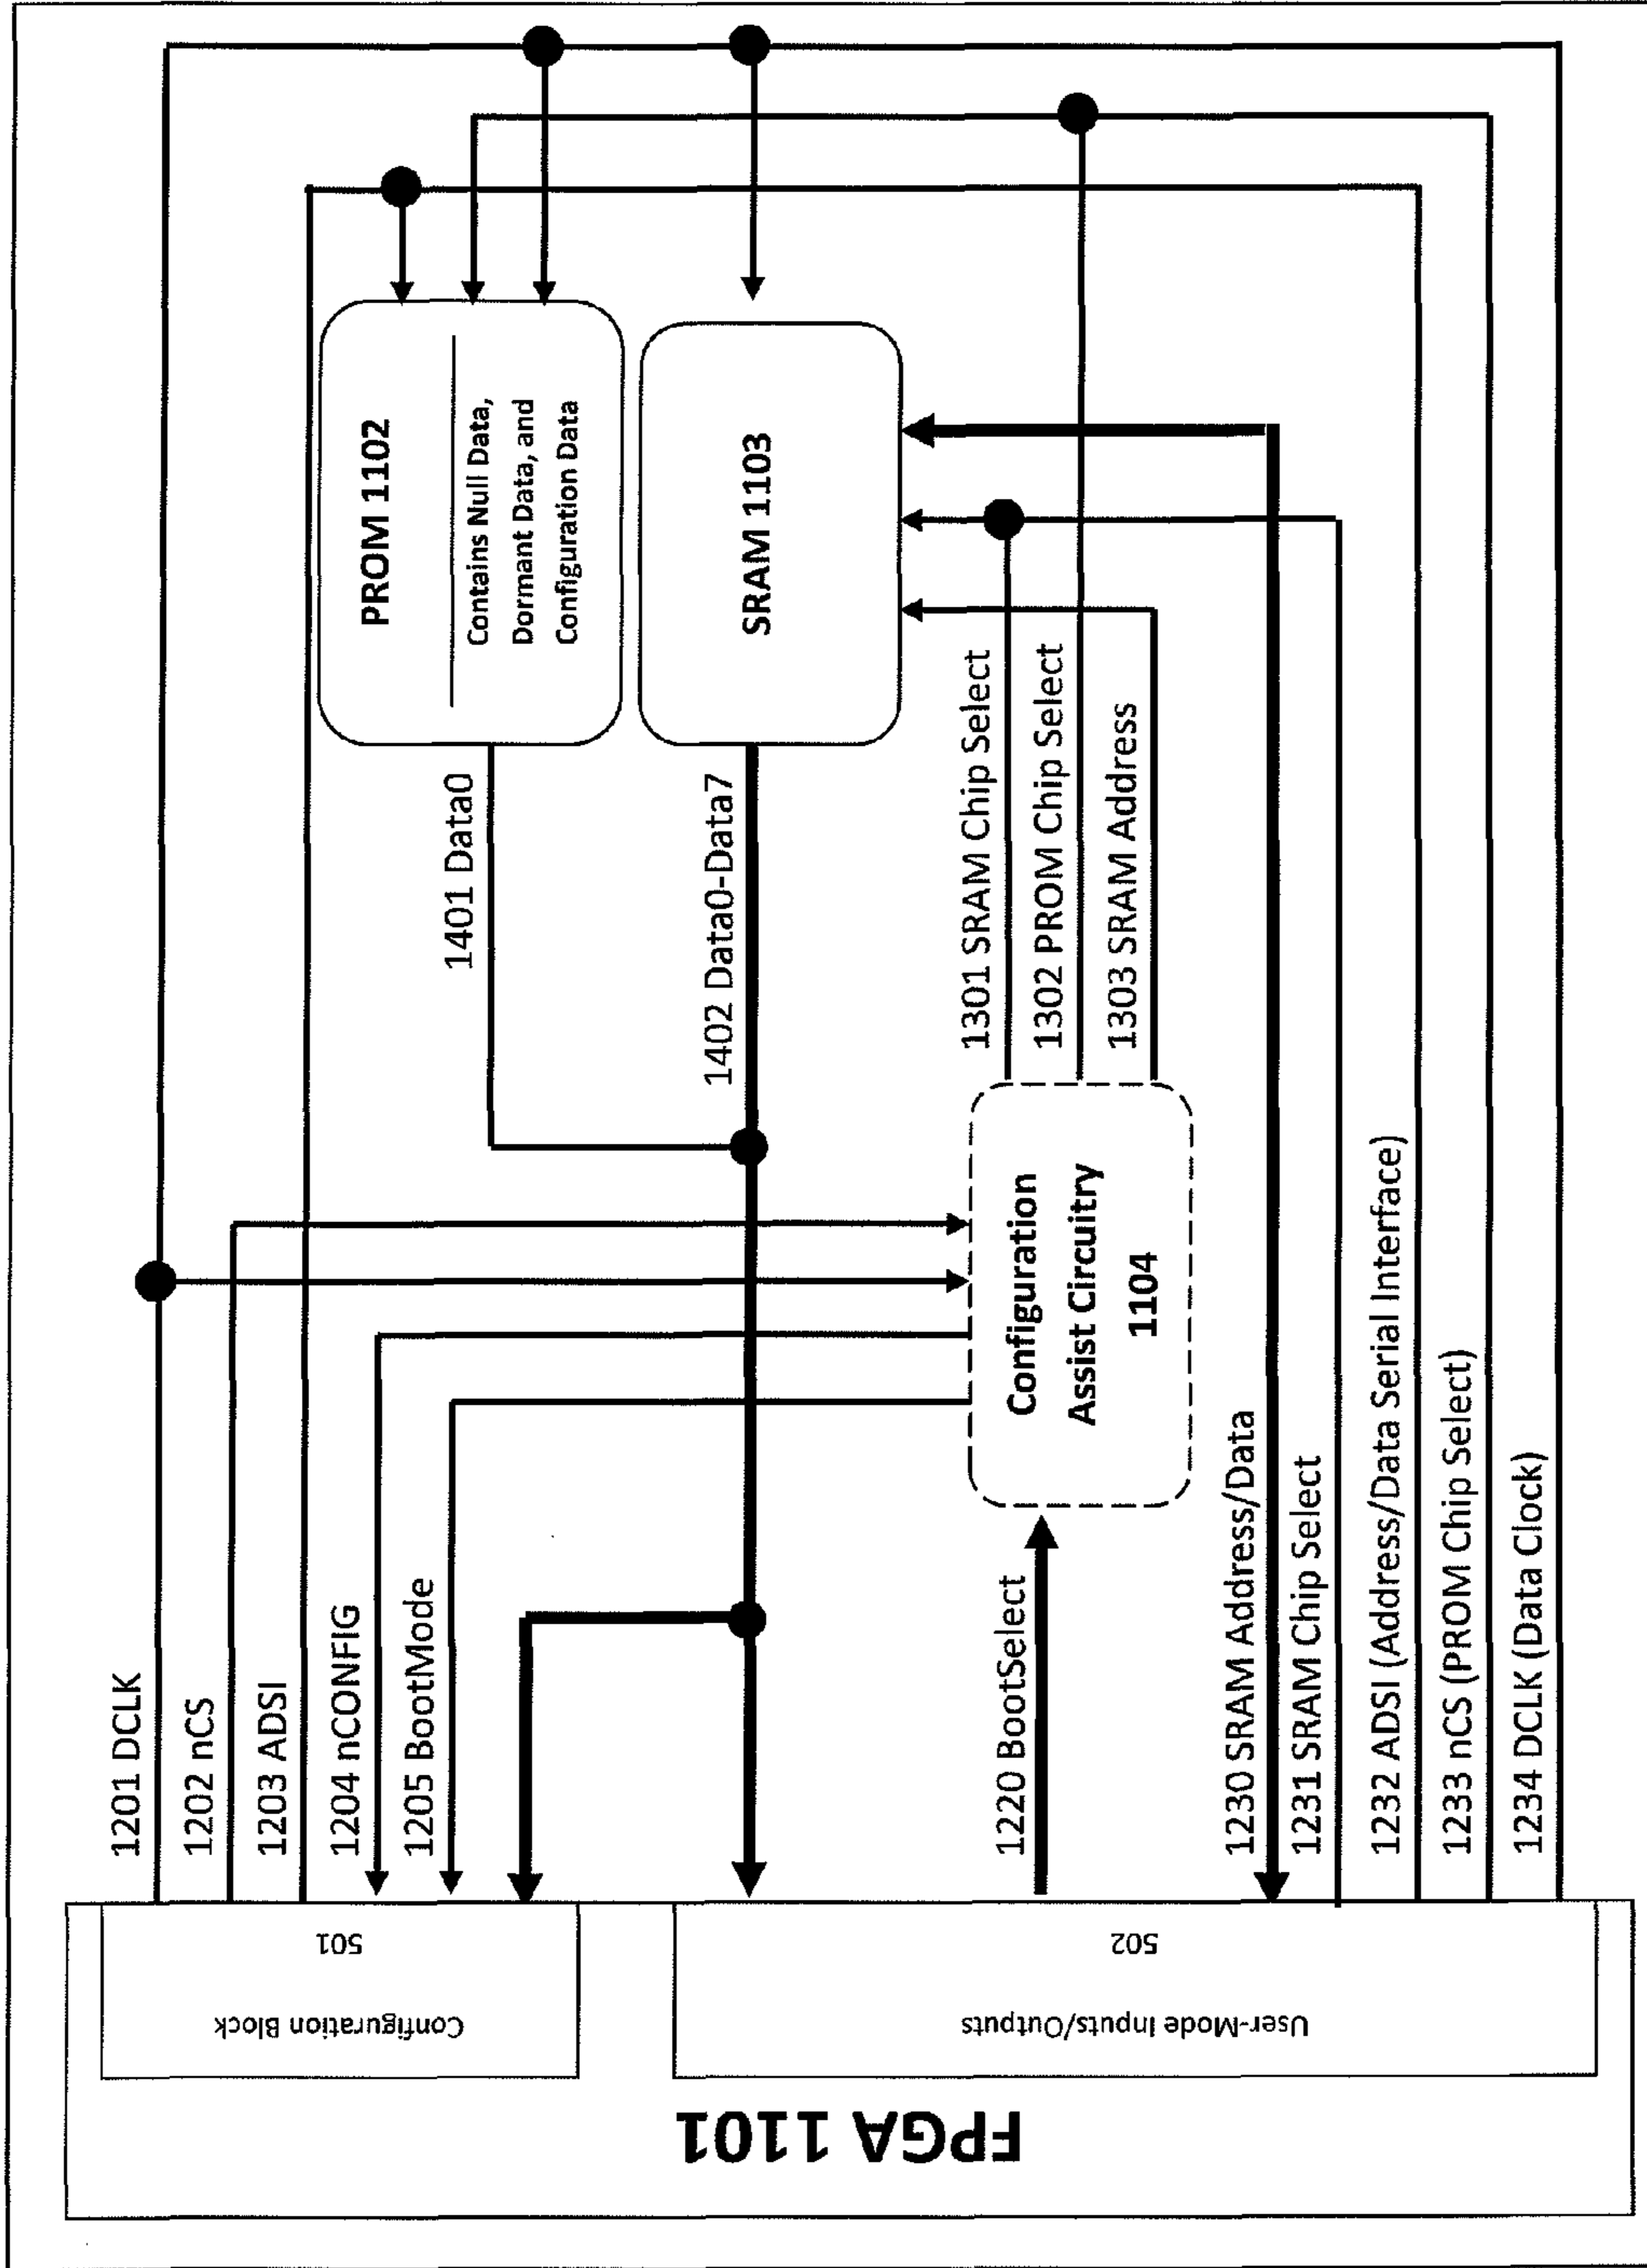 FPGA 1101
Configuration Block
501
User-Mode Inputs/Outputs
502
1201 DCLK
1202 nCS
1203 ADSI
1204 nCONFIG
1205 BootMode
1220 BootSelect
1230 SRAM Address/Data
1231 SRAM Chip Select
1232 ADSI (Address/Data Serial Interface)
1233 nCS (PROM Chip Select)
1234 DCLK (Data Clock)
Configuration
Assist Circuitry
1104
1401 Data0
1402 Data0-Data7
1301 SRAM Chip Select
1302 PROM Chip Select
1303 SRAM Address
PROM 1102
Contains Null Data,
Dormant Data, and
Configuration Data
SRAM 1103